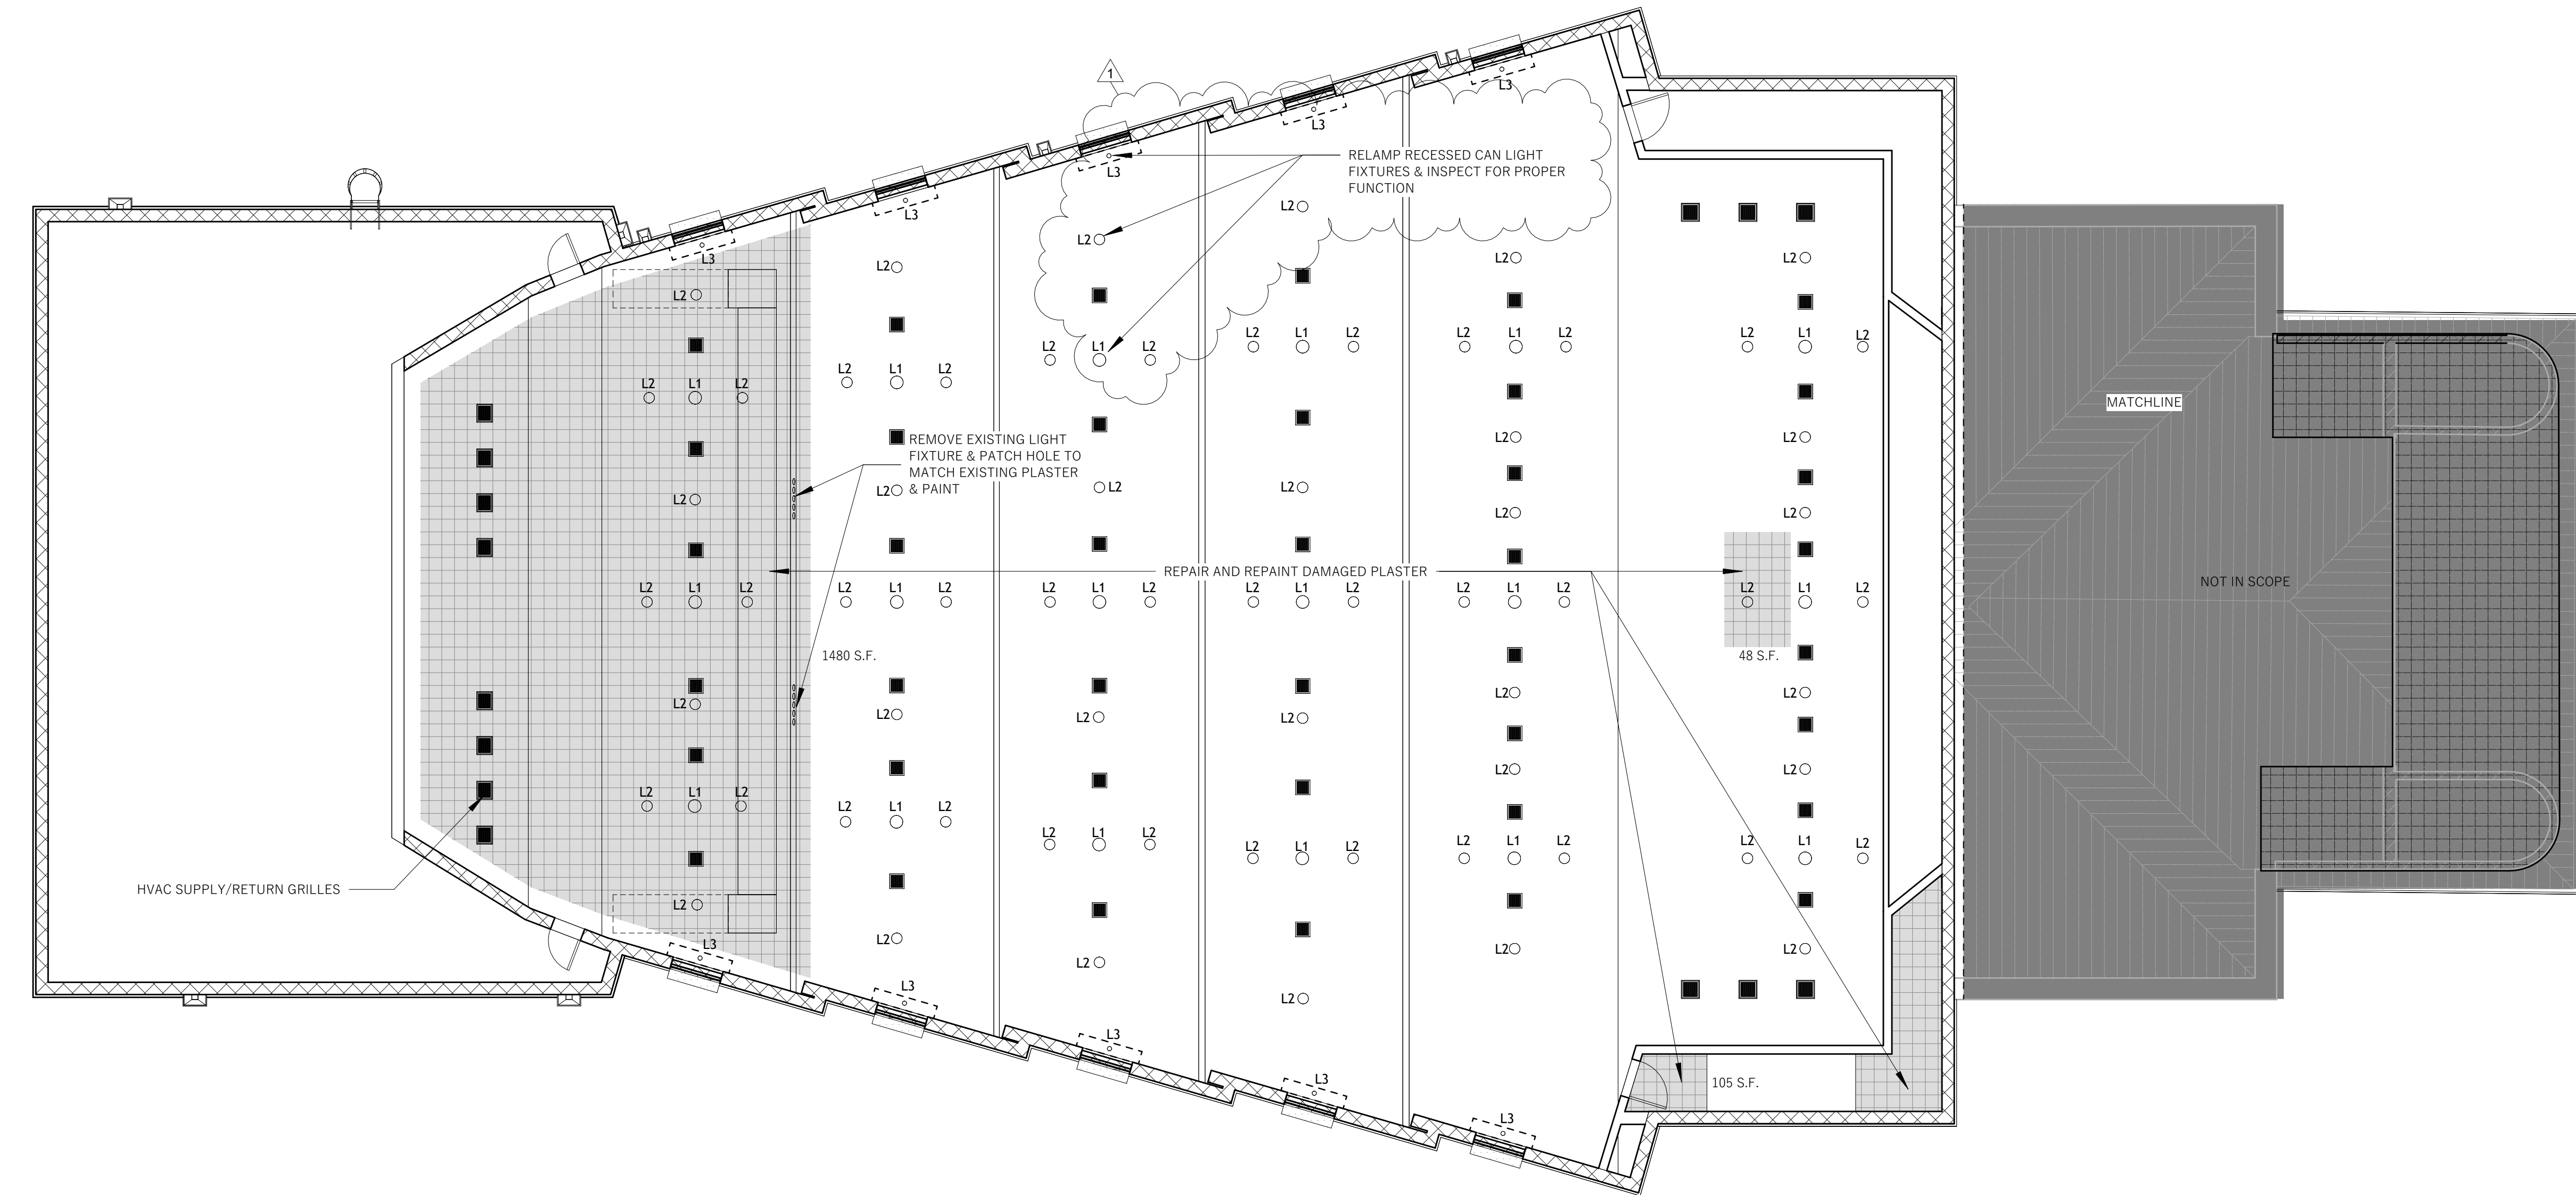 1
L3
L3
RELAMP RECESSED CAN LIGHT
FIXTURES & INSPECT FOR PROPER
FUNCTION
L3
L2
L3
L2
L3
L2
L2
L2
L2
L2 L1 L2
L2 L1 L2
L2 L1 L2
L2 L1 L2
L2 L1 L2
L2 L1 L2
MATCHLINE
L2
L2
REMOVE EXISTING LIGHT
FIXTURE & PATCH HOLE TO
MATCH EXISTING PLASTER
& PAINT
L2
L2
L2
L2
L2
L2
REPAIR AND REPAINT DAMAGED PLASTER
NOT IN SCOPE
L2 L1 L2
L2 L1 L2
L2 L1 L2
L2 L1 L2
L2 L1 L2
L2 L1 L2
1480 S.F.
48 S.F.
L2
L2
L2
L2
L2
L2
L2
L2
L2 L1 L2
L2 L1 L2
L2 L1 L2
L2 L1 L2
L2 L1 L2
L2 L1 L2
HVAC SUPPLY/RETURN GRILLES
L2
L2
L3
L2
L2
L2
L3
L2
L3
L3
105 S.F.
L3